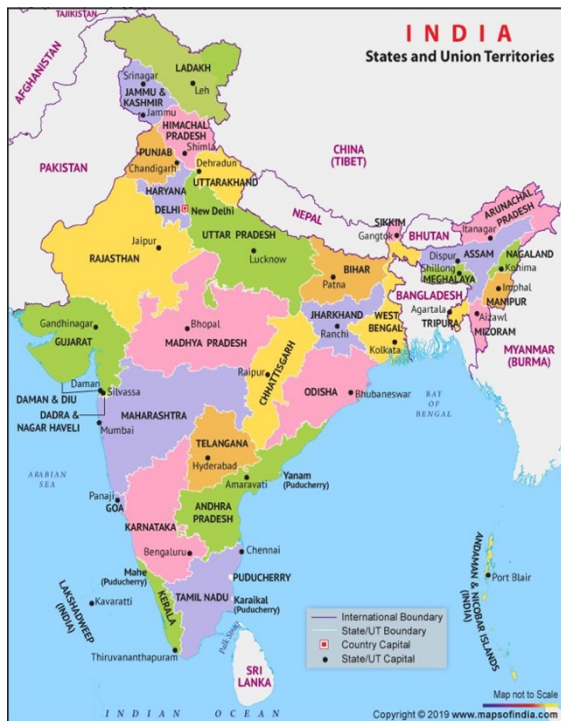 INDIA
States and Union Territories
TAJIKISTAN
AFGHANISTAN
PAKISTAN
CHINA
(TIBET)
NEPAL
BHUTAN
BANGLADESH
MYANMAR
(BURMA)
SRI
LANKA
LADAKH
Leh
Srinagar
JAMMU &
KASHMIR
Jammu
HIMACHAL
PRADESH
Shimla
PUNJAB
Chandigarh
Dehradun
UTTARAKHAND
HARYANA
DELHI
New Delhi
RAJASTHAN
Jaipur
UTTAR PRADESH
Lucknow
BIHAR
Patna
SIKKIM
Gangtok
ARUNACHAL
PRADESH
Itanagar
Dispur
ASSAM
NAGALAND
Kohima
Shillong
MEGHALAYA
Imphal
MANIPUR
Agartala
TRIPURA
Aizawl
MIZORAM
WEST
BENGAL
Kolkata
JHARKHAND
Ranchi
Gandhinagar
GUJARAT
Bhopal
MADHYA PRADESH
Raipur
CHHATTISGARH
ODISHA
Bhubaneswar
BAY
OF
BENGAL
Daman
DAMAN & DIU
Silvassa
DADRA &
NAGAR HAVELI
MAHARASHTRA
Mumbai
ARABIAN
SEA
TELANGANA
Hyderabad
Amaravati
Yanam
(Puducherry)
ANDHRA
PRADESH
Panaji
GOA
KARNATAKA
Bengaluru
Chennai
Mahe
(Puducherry)
PUDUCHERRY
TAMIL NADU
Karaikal
(Puducherry)
KERALA
Thiruvananthapuram
LAKSHADWEEP
(INDIA)
Kavaratti
Palk Strait
ANDAMAN & NICOBAR ISLANDS
(INDIA)
Port Blair
International Boundary
State/UT Boundary
Country Capital
State/UT Capital
INDIAN OCEAN
Map not to Scale
Copyright © 2019 www.mapsofindia.com